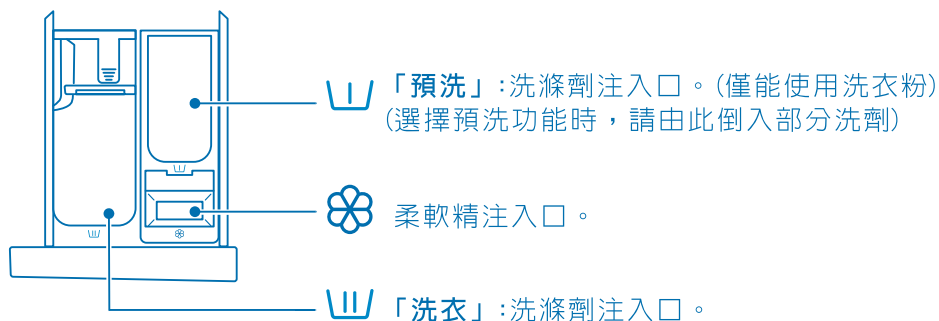 「預洗」:洗滌劑注入口。(僅能使用洗衣粉)
(選擇預洗功能時，請由此倒入部分洗劑)
柔軟精注入口。
「洗衣」:洗滌劑注入口。